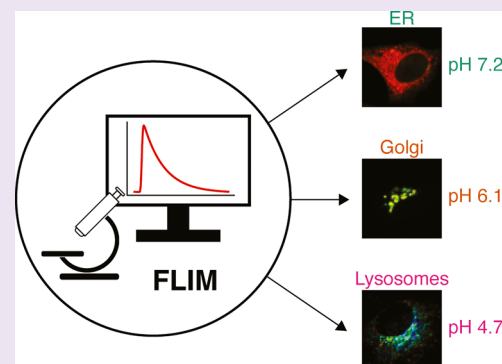 ER
pH 7.2
Golgi
pH 6.1
FLIM
Lysosomes
pH 4.7